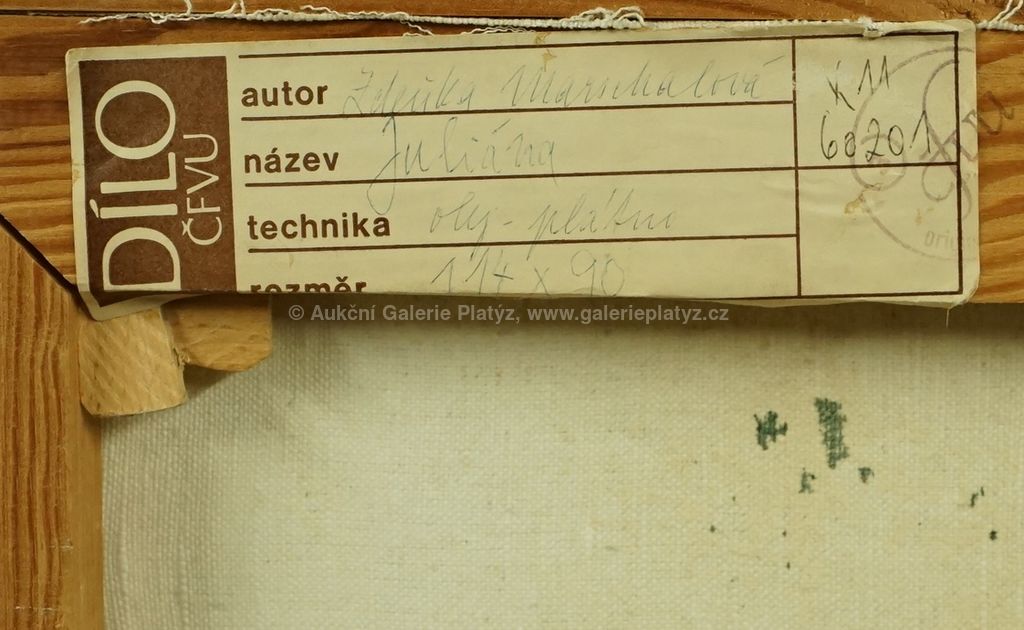 DÍLO
ČFVU
autor Zdeňka Marschalová
název Juliána
technika olej - plátno
rozměr 114 x 90
X 11
60201
© Aukční Galerie Platýz, www.galerieplatyz.cz